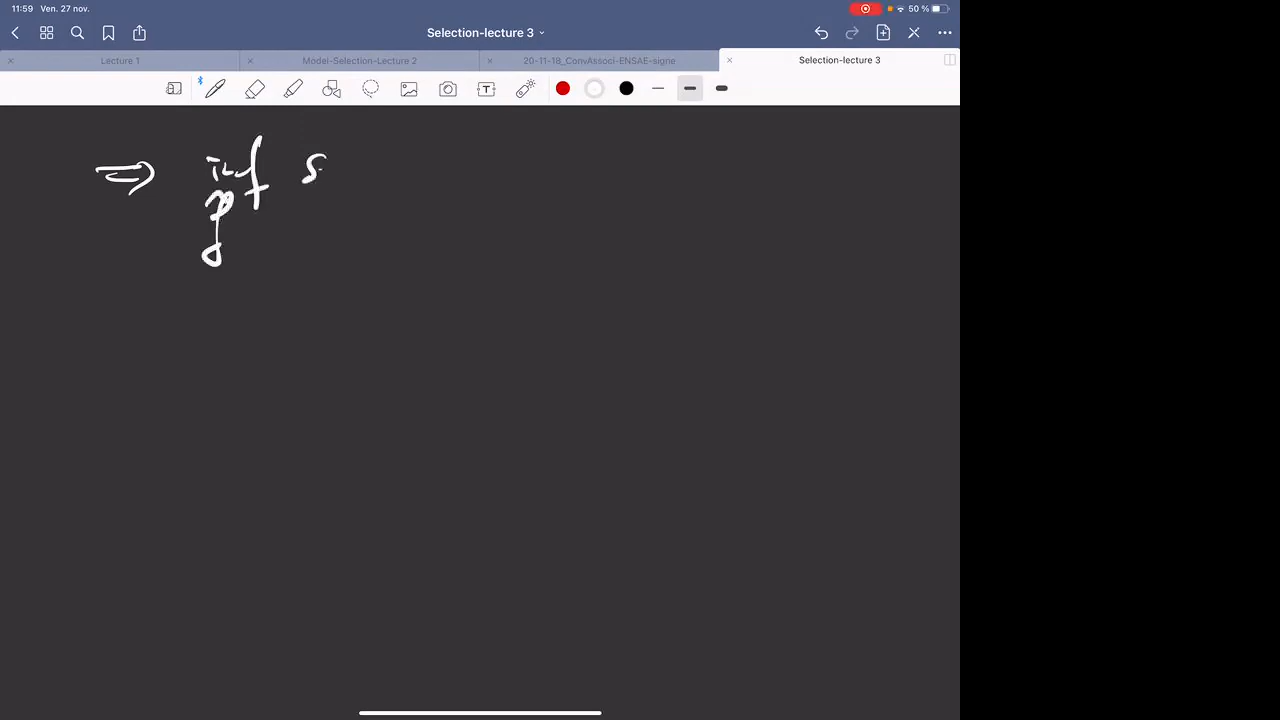 11:59 Ven. 27 nov. 50 %
Selection-lecture 3
Lecture 1 Model-Selection-Lecture 2 20-11-18_ConvAssoci-ENSAE-signe Selection-lecture 3
T
⇒ inf S